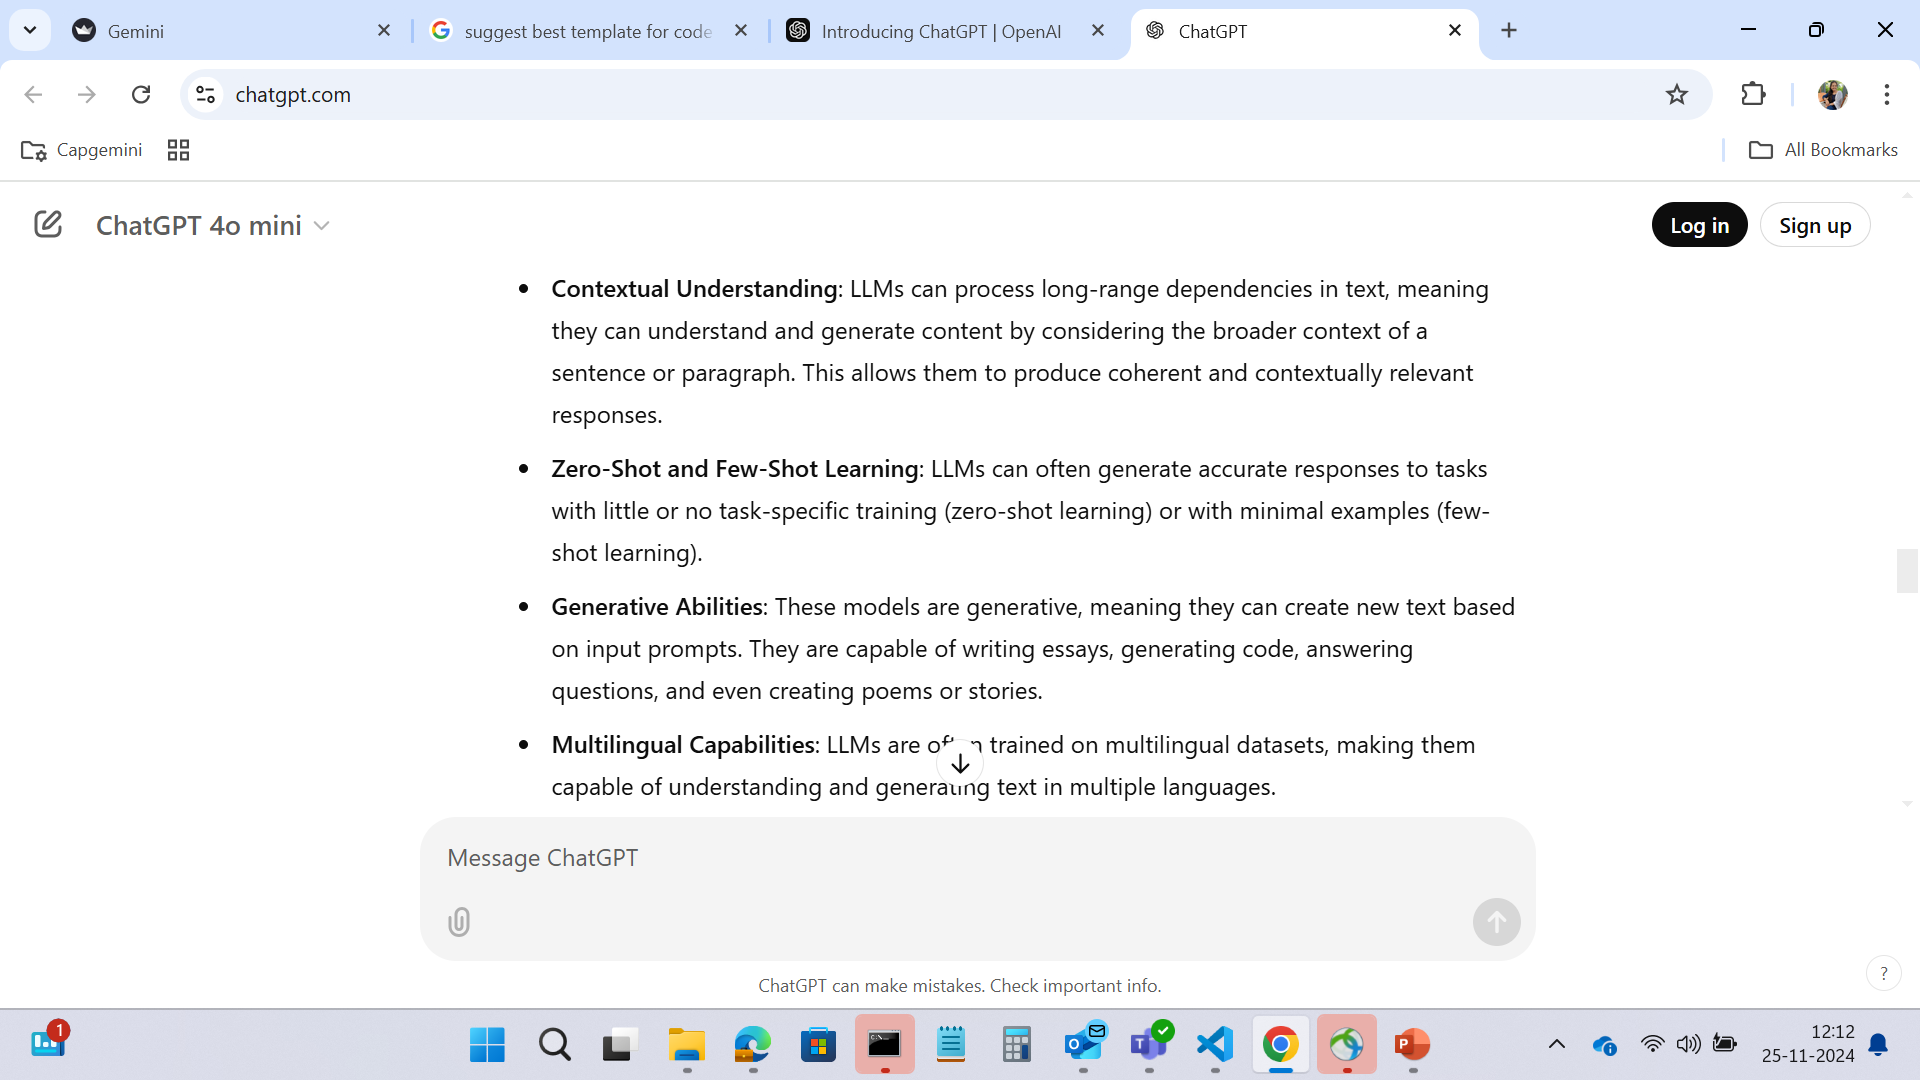 Gemini
suggest best template for code
Introducing ChatGPT | OpenAI
ChatGPT
chatgpt.com
Capgemini
All Bookmarks
ChatGPT 4o mini
Log in
Sign up
Contextual Understanding: LLMs can process long-range dependencies in text, meaning
they can understand and generate content by considering the broader context of a
sentence or paragraph. This allows them to produce coherent and contextually relevant
responses.
Zero-Shot and Few-Shot Learning: LLMs can often generate accurate responses to tasks
with little or no task-specific training (zero-shot learning) or with minimal examples (few-
shot learning).
Generative Abilities: These models are generative, meaning they can create new text based
on input prompts. They are capable of writing essays, generating code, answering
questions, and even creating poems or stories.
Multilingual Capabilities: LLMs are often trained on multilingual datasets, making them
capable of understanding and generating text in multiple languages.
Message ChatGPT
ChatGPT can make mistakes. Check important info.
?
1
12:12
25-11-2024